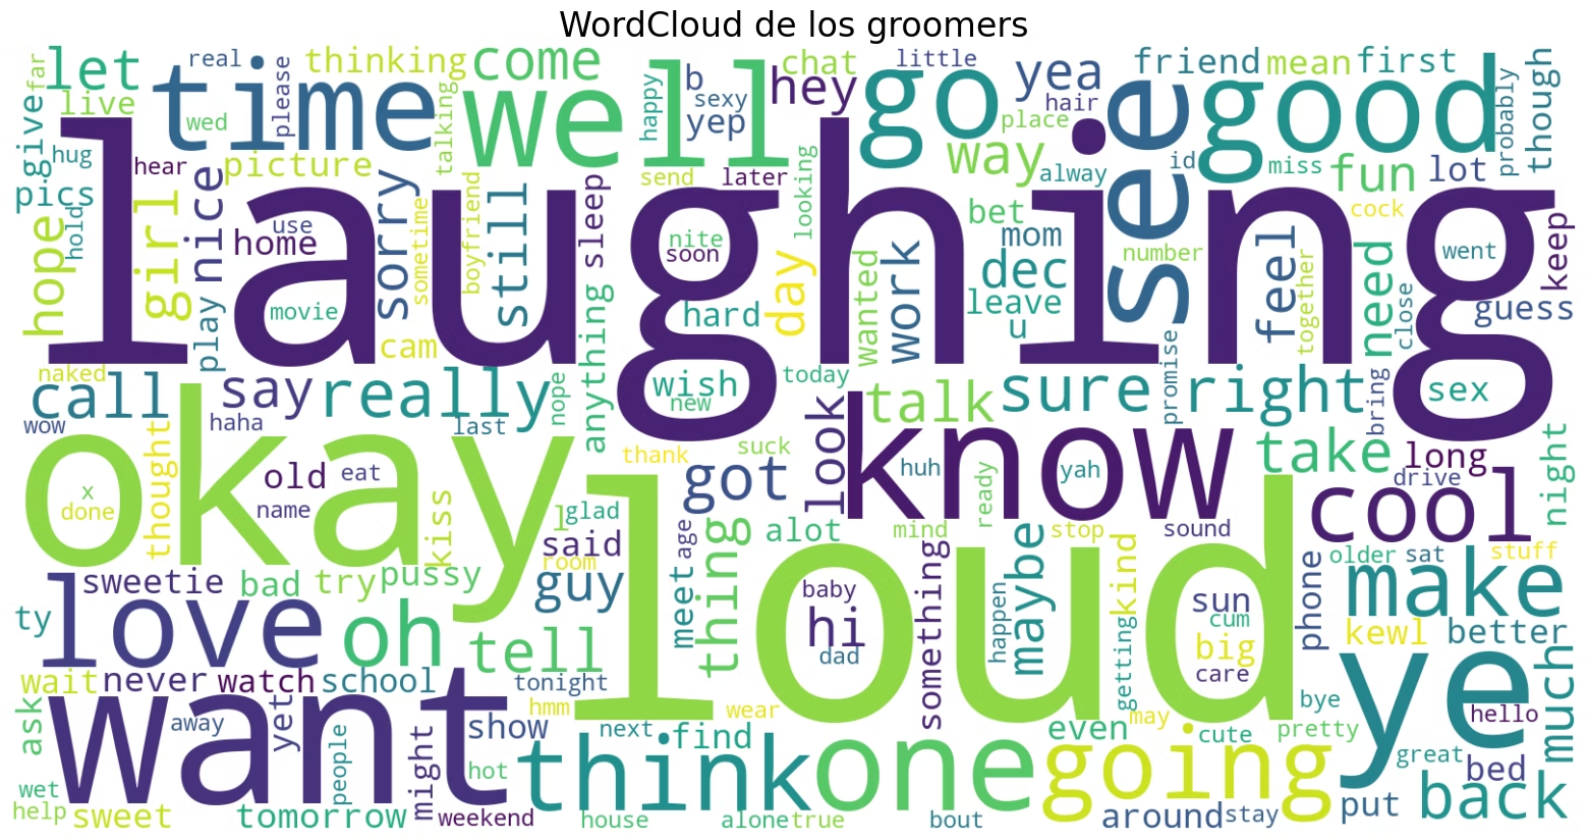 WordCloud de los groomers
far let real please thinking come b chat little yea friend mean first
give live time talking well happy sexy yep hey go hair place see good probably though
hug wed hear picture send later looking way alway id miss fun lot
pics hope hold girl nice laughing sorry sometime boyfriend still sleep nite soon bet mom cock went keep
use home movie play cam anything hard day wanted work dec leave u number feel together need close guess
naked call say really nope wish new today talk sure promise right bring sex
wow haha last suck look know take long drive night
okay x done thought old eat name kiss thank got huh yah ready cool
l glad said room age alot mind something stop sound older sat stuff
sweetie bad try pussy guy meet thing loud baby hi dad happen maybe kind sun cum big care phone make kewl better
ty love oh tell
wait never watch school tonight getting ye much
ask want away yet people might show hmm wear may cute bye pretty hello
wet hot think next find one even going great bed
help sweet tomorrow weekend house alone true bout around stay put back